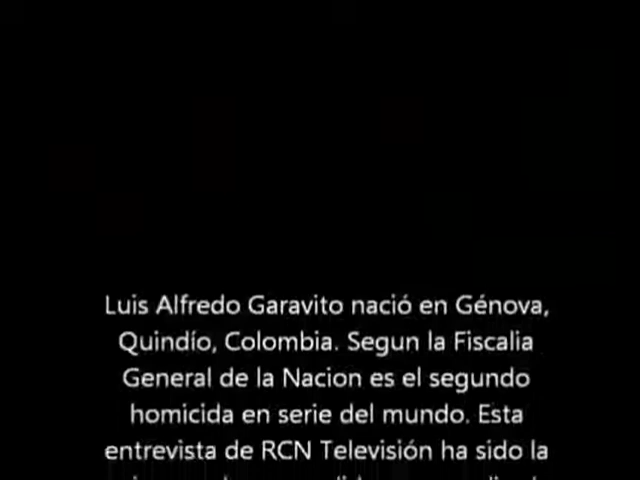 Luis Alfredo Garavito nació en Génova,
Quindío, Colombia. Segun la Fiscalia
General de la Nacion es el segundo
homicida en serie del mundo. Esta
entrevista de RCN Televisión ha sido la